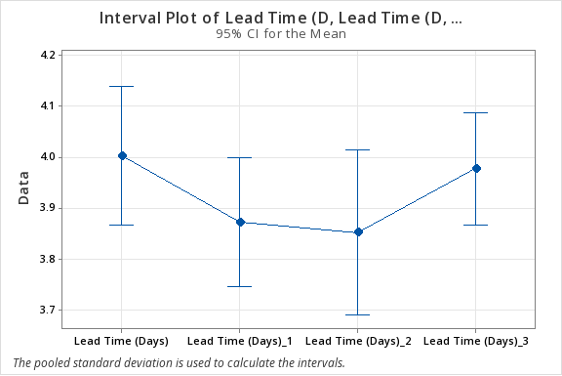 Interval Plot of Lead Time (D, Lead Time (D, ...
95% CI for the Mean
4.2
4.1
4.0
3.9
3.8
3.7
Data
Lead Time (Days) Lead Time (Days)_1 Lead Time (Days)_2 Lead Time (Days)_3
The pooled standard deviation is used to calculate the intervals.